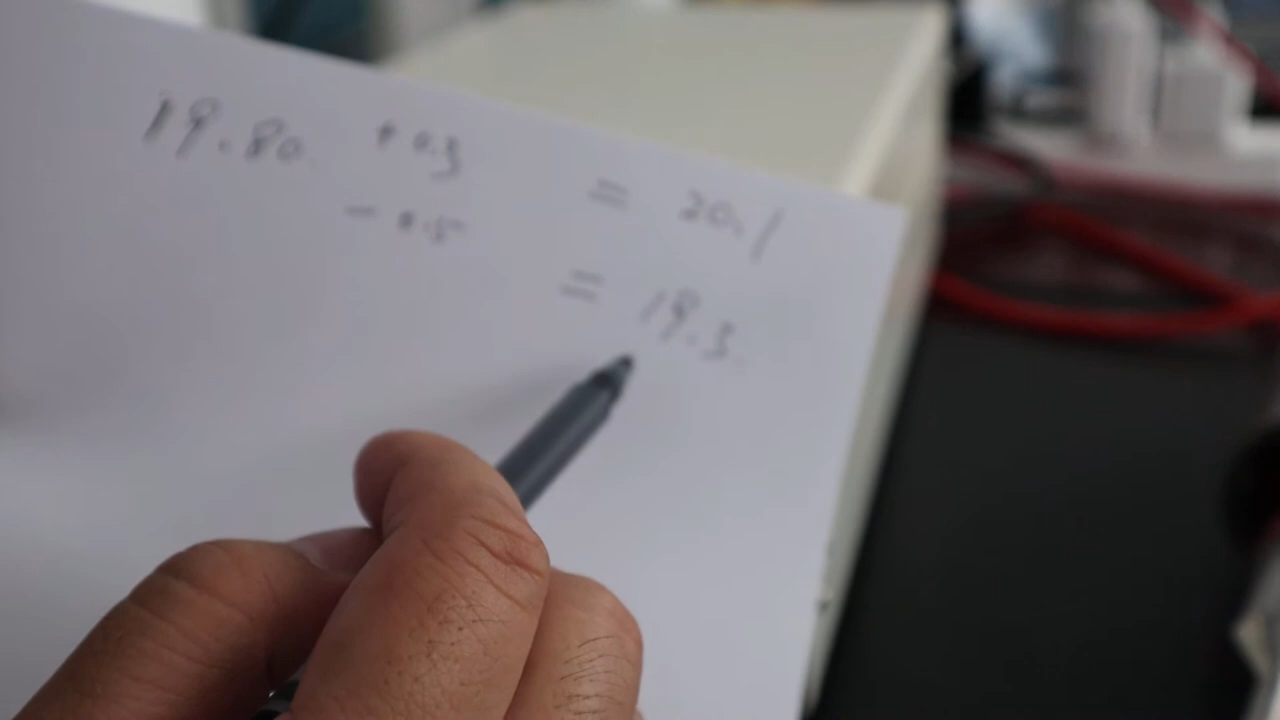 19.80 +0.3 = 20.1
-0.5 = 19.3